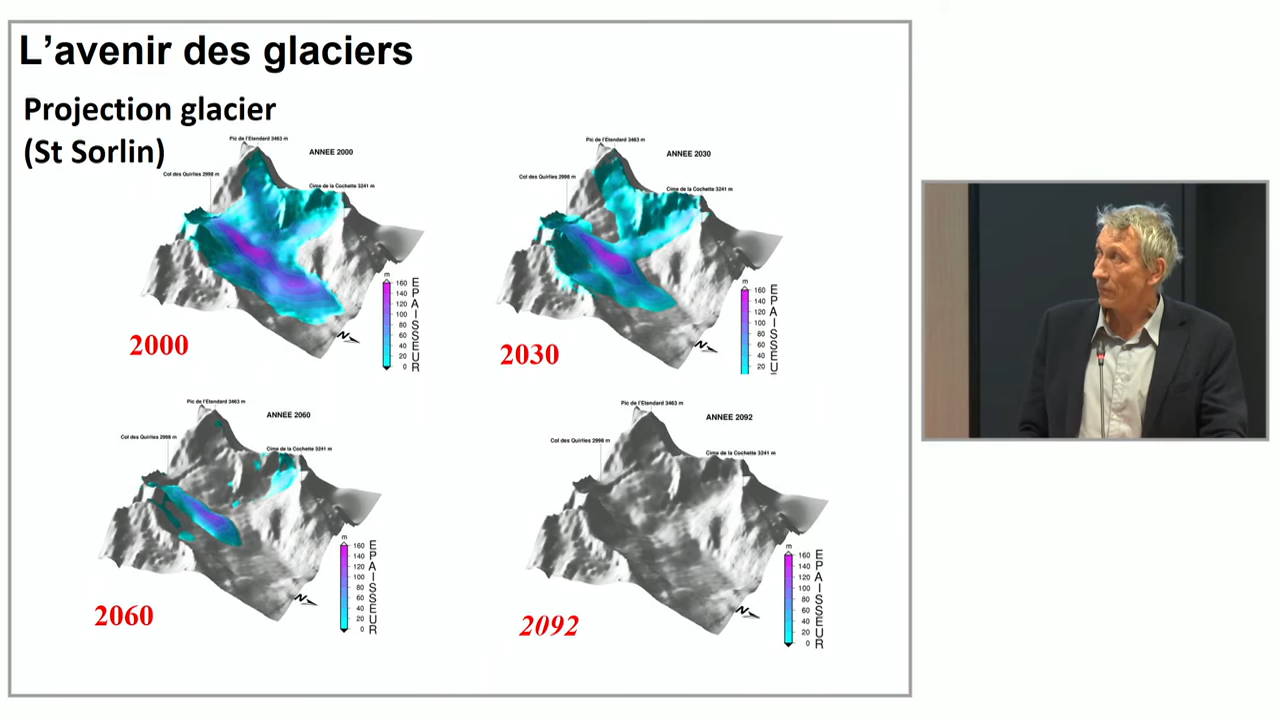 L'avenir des glaciers
Projection glacier
(St Sorlin)
Pic de l'Etendard 3463 m
ANNEE 2000
Col des Quirlies 2998 m
Cime de la Cochette 3241 m
m
160
140
120
100
80
60
40
20
0
EPAISSEUR
N
2000
Pic de l'Etendard 3463 m
ANNEE 2030
Col des Quirlies 2998 m
Cime de la Cochette 3241 m
m
160
140
120
100
80
60
40
20
EPAISSEU
N
2030
Pic de l'Etendard 3463 m
ANNEE 2060
Col des Quirlies 2998 m
Cime de la Cochette 3241 m
m
160
140
120
100
80
60
40
20
0
EPAISSEUR
N
2060
Pic de l'Etendard 3463 m
ANNEE 2092
Col des Quirlies 2998 m
Cime de la Cochette 3241 m
m
160
140
120
100
80
60
40
20
0
EPAISSEUR
N
2092